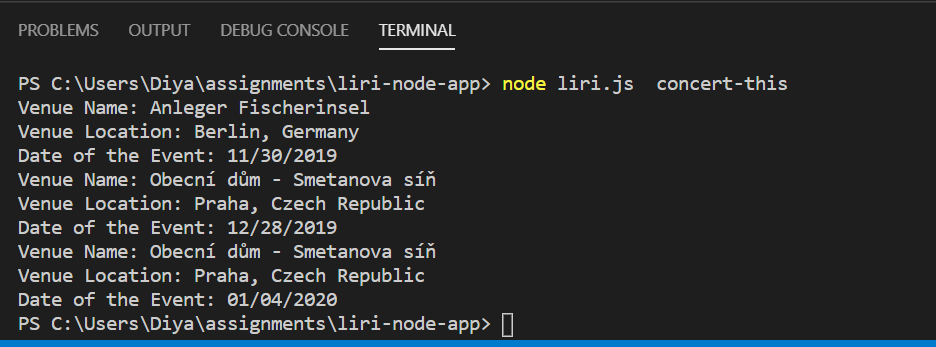 PROBLEMS OUTPUT DEBUG CONSOLE TERMINAL
PS C:\Users\Diya\assignments\liri-node-app> node liri.js  concert-this
Venue Name: Anleger Fischerinsel
Venue Location: Berlin, Germany
Date of the Event: 11/30/2019
Venue Name: Obecní dům - Smetanova síň
Venue Location: Praha, Czech Republic
Date of the Event: 12/28/2019
Venue Name: Obecní dům - Smetanova síň
Venue Location: Praha, Czech Republic
Date of the Event: 01/04/2020
PS C:\Users\Diya\assignments\liri-node-app>